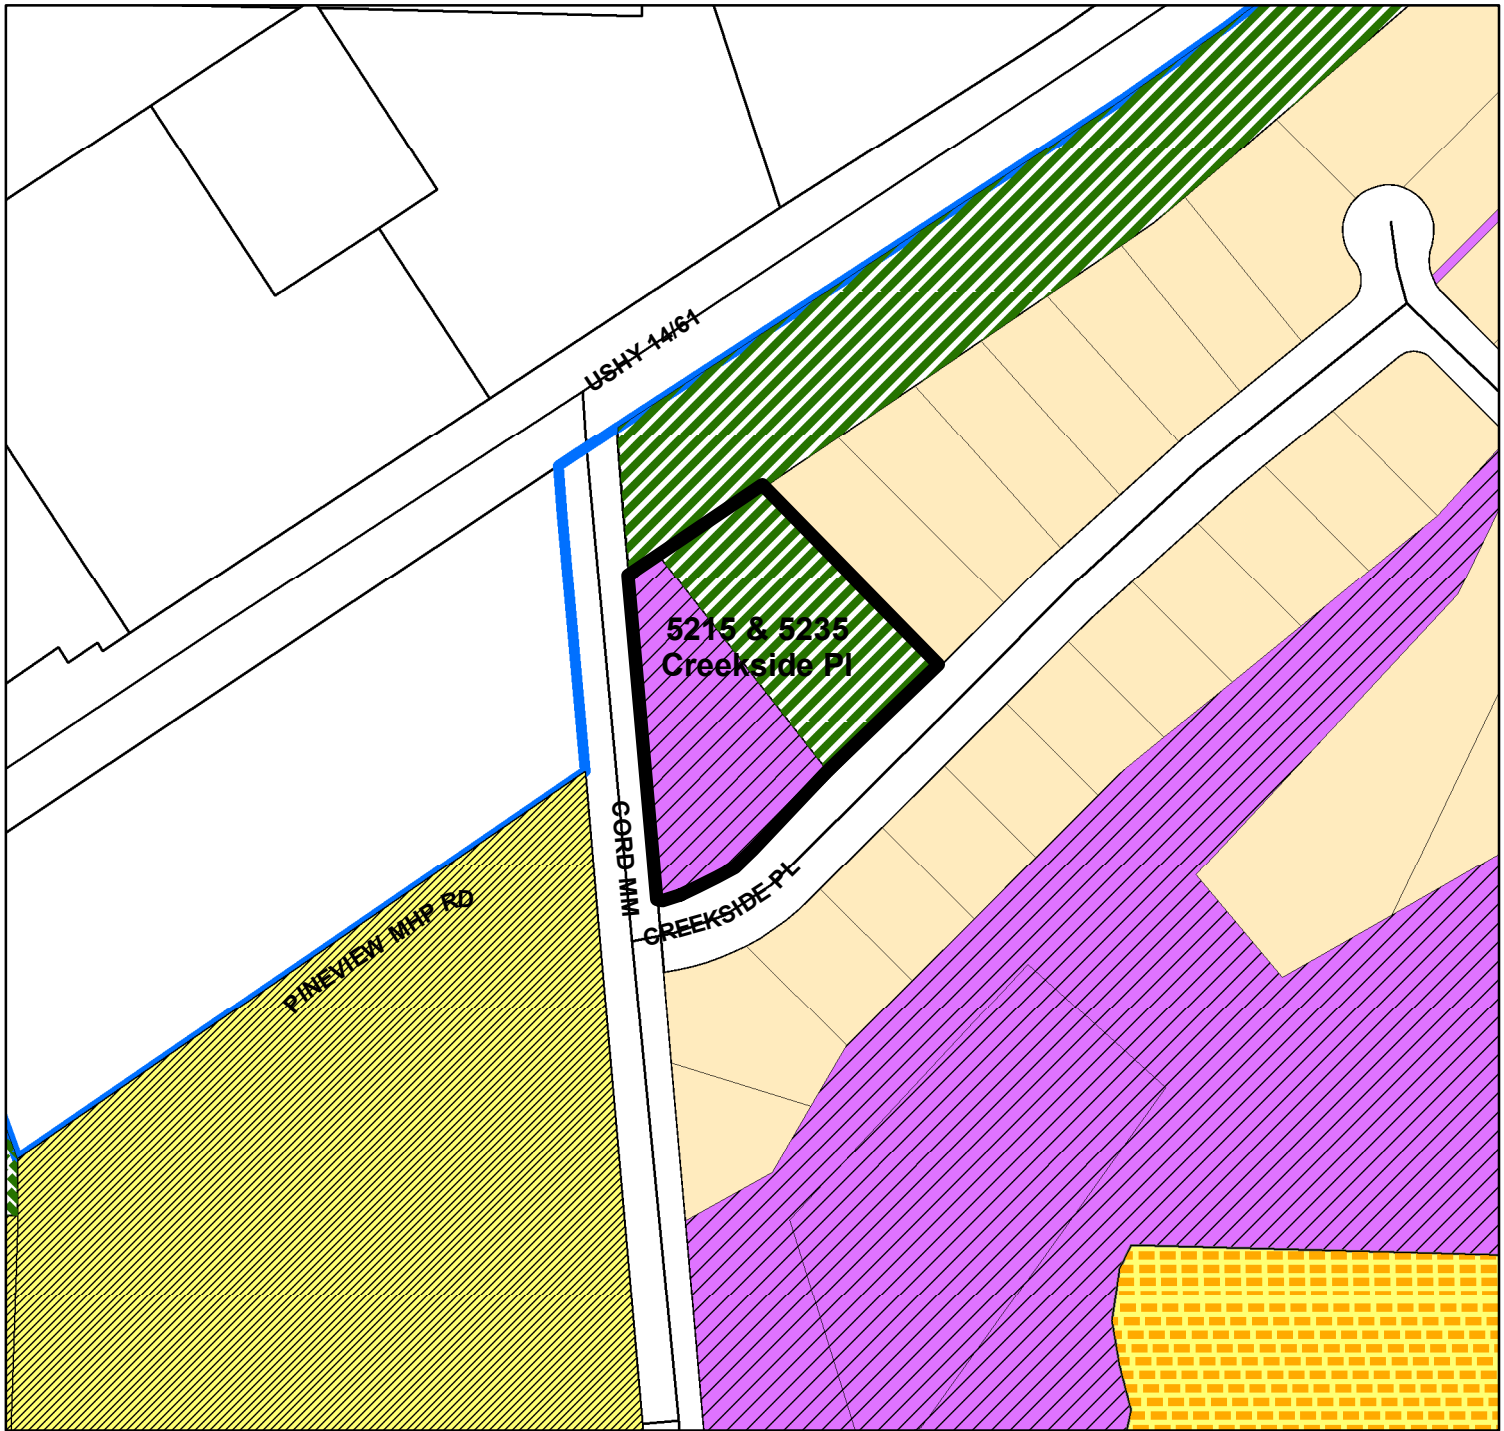 USHY 14/61
5215 & 5235
Creekside Pl
CORD MM
CREEKSIDE PL
PINEVIEW MHP RD